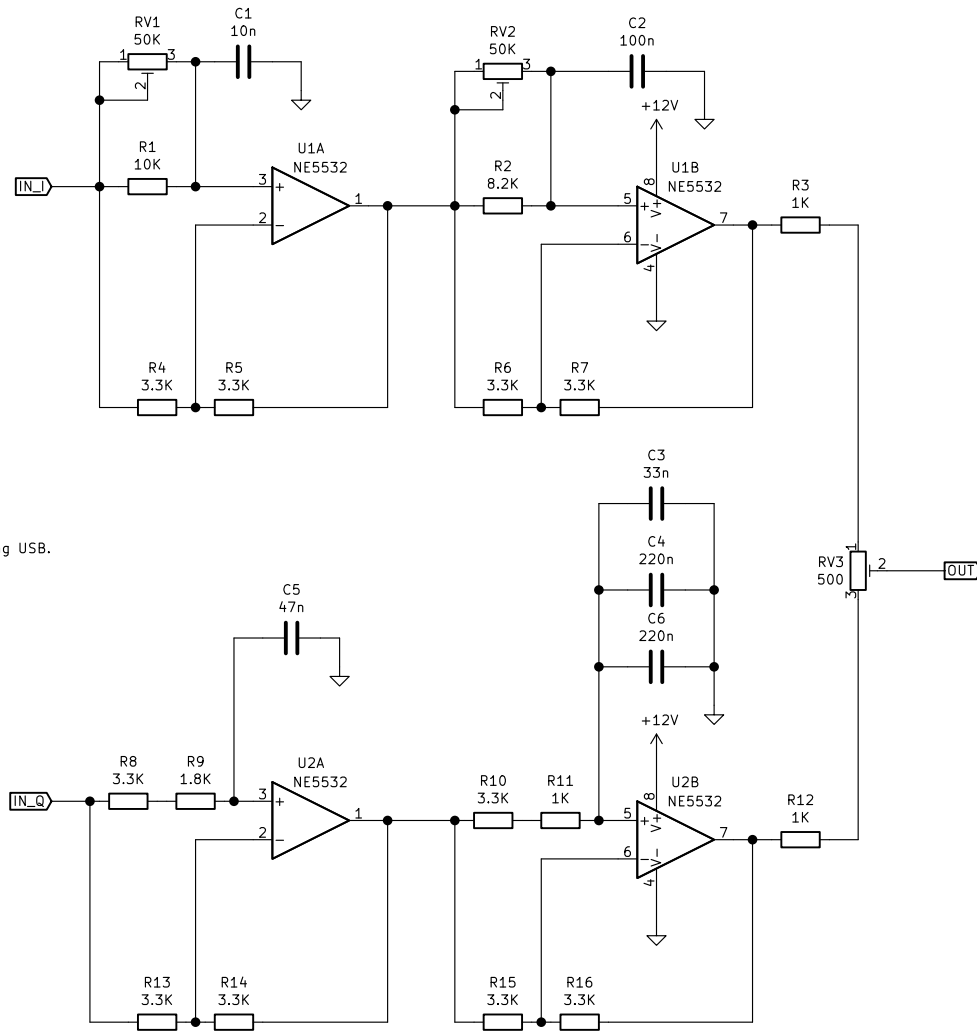 RV1
50K
1
3
2
C1
10n
RV2
50K
1
3
2
C2
100n
+12V
IN_I
R1
10K
U1A
NE5532
3
+
2
−
1
R2
8.2K
U1B
NE5532
5
+
6
−
8
V+
V-
4
7
R3
1K
R4
3.3K
R5
3.3K
R6
3.3K
R7
3.3K
g USB.
C3
33n
C4
220n
C6
220n
RV3
500
1
2
3
OUT
C5
47n
+12V
IN_Q
R8
3.3K
R9
1.8K
U2A
NE5532
3
+
2
−
1
R10
3.3K
R11
1K
U2B
NE5532
5
+
6
−
8
V+
V-
4
7
R12
1K
R13
3.3K
R14
3.3K
R15
3.3K
R16
3.3K